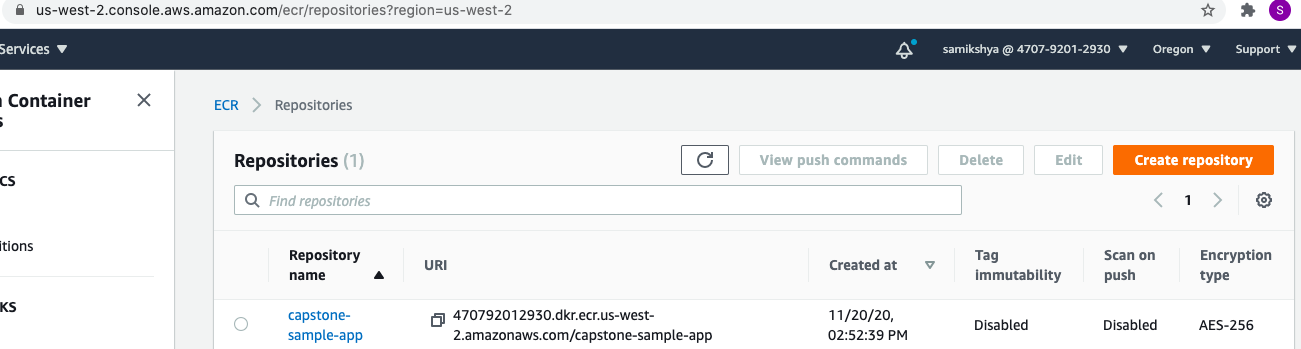 us-west-2.console.aws.amazon.com/ecr/repositories?region=us-west-2
S
Services
samikshya @ 4707-9201-2930
Oregon
Support
Container
ECR
Repositories
Repositories (1)
View push commands
Delete
Edit
Create repository
Find repositories
1
Repository
name
URI
Created at
Tag
immutability
Scan on
push
Encryption
type
capstone-
sample-app
470792012930.dkr.ecr.us-west-
2.amazonaws.com/capstone-sample-app
11/20/20,
02:52:39 PM
Disabled
Disabled
AES-256
CS
itions
KS